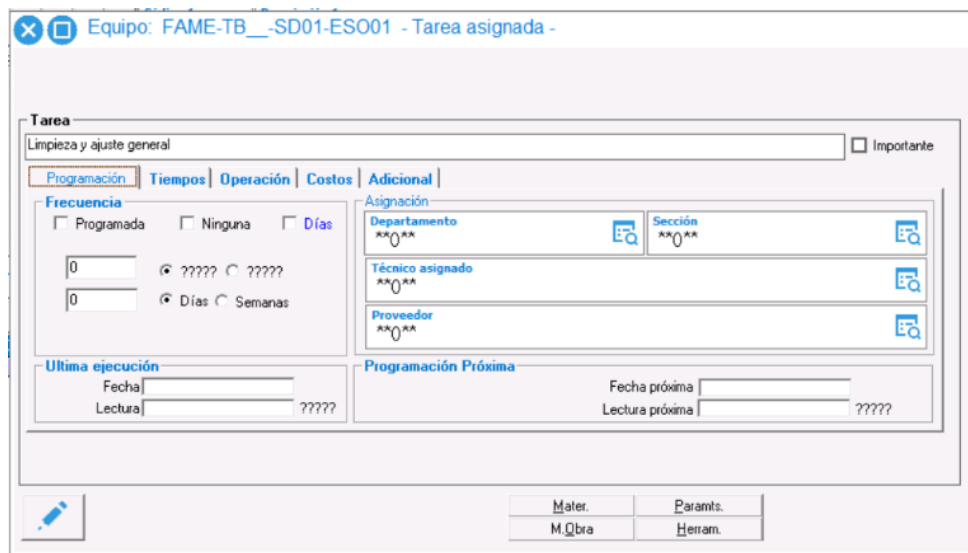 Equipo: FAME-TB__-SD01-ESO01 - Tarea asignada -
Tarea
Limpieza y ajuste general
Importante
Programación Tiempos Operación Costos Adicional
Frecuencia
Programada Ninguna Días
0 ????? ?????
0 Días Semanas
Asignación
Departamento
**0**
Sección
**0**
Técnico asignado
**0**
Proveedor
**0**
Ultima ejecución
Fecha
Lectura ?????
Programación Próxima
Fecha próxima
Lectura próxima ?????
Mater. Paramts.
M.Obra Herram.